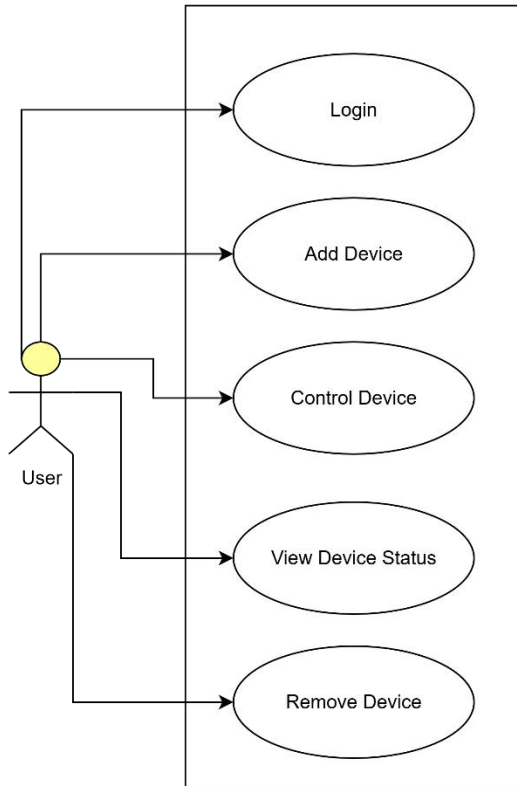 Login
Add Device
Control Device
User
View Device Status
Remove Device